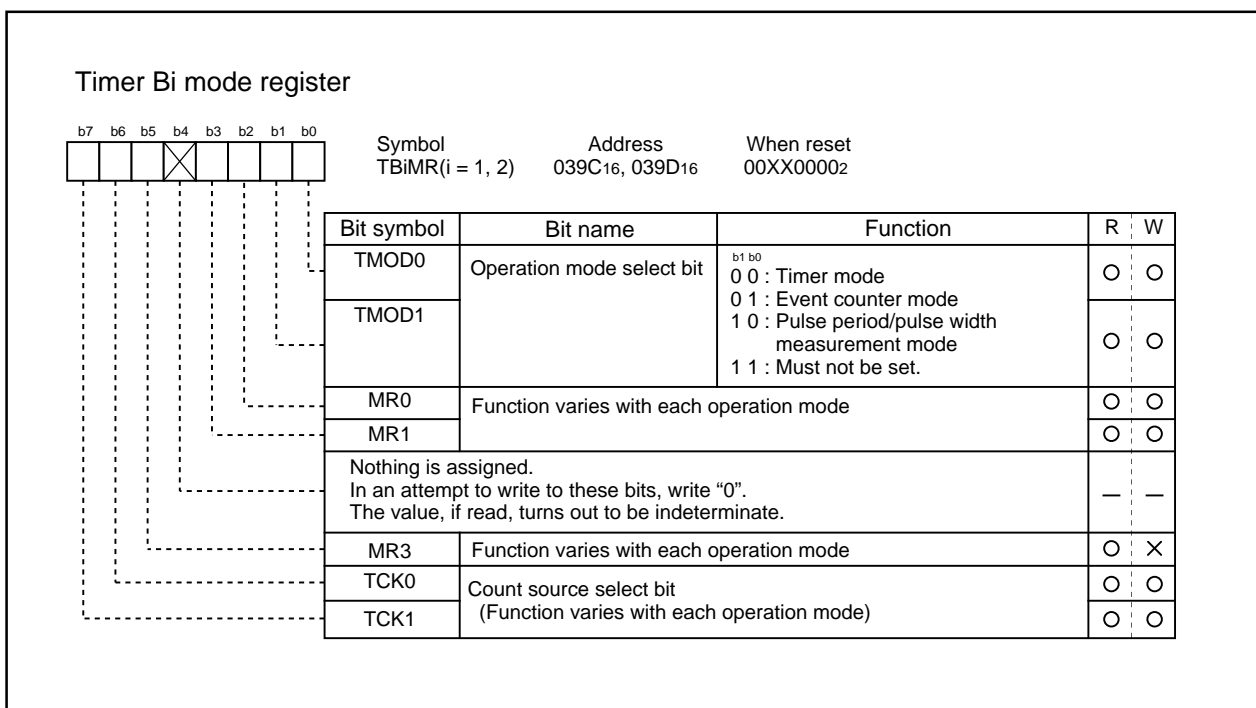 Timer Bi mode register
b7 b6 b5 b4 b3 b2 b1 b0
Symbol Address When reset
TBiMR(i = 1, 2) 039C16, 039D16 00XX00002
Bit symbol Bit name Function R W
TMOD0 Operation mode select bit b1 b0
0 0 : Timer mode
0 1 : Event counter mode
TMOD1 1 0 : Pulse period/pulse width
measurement mode
1 1 : Must not be set.
MR0 Function varies with each operation mode
MR1
Nothing is assigned.
In an attempt to write to these bits, write “0”.
The value, if read, turns out to be indeterminate.
MR3 Function varies with each operation mode
TCK0 Count source select bit
TCK1 (Function varies with each operation mode)